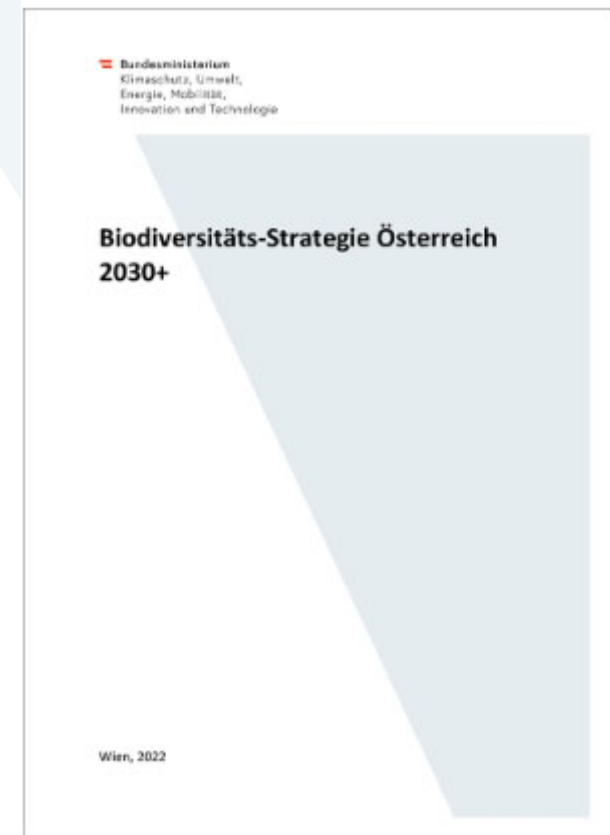 Bundesministerium
Klimaschutz, Umwelt,
Energie, Mobilität,
Innovation und Technologie
Biodiversitäts-Strategie Österreich
2030+
Wien, 2022